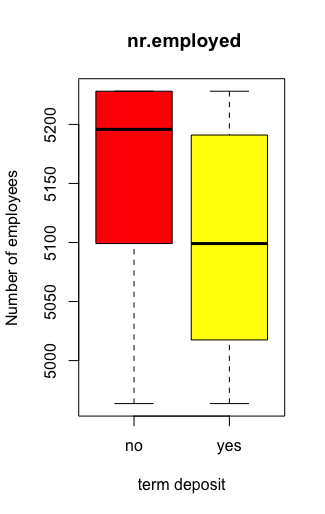 nr.employed
Number of employees
5200
5150
5100
5050
5000
no
yes
term deposit